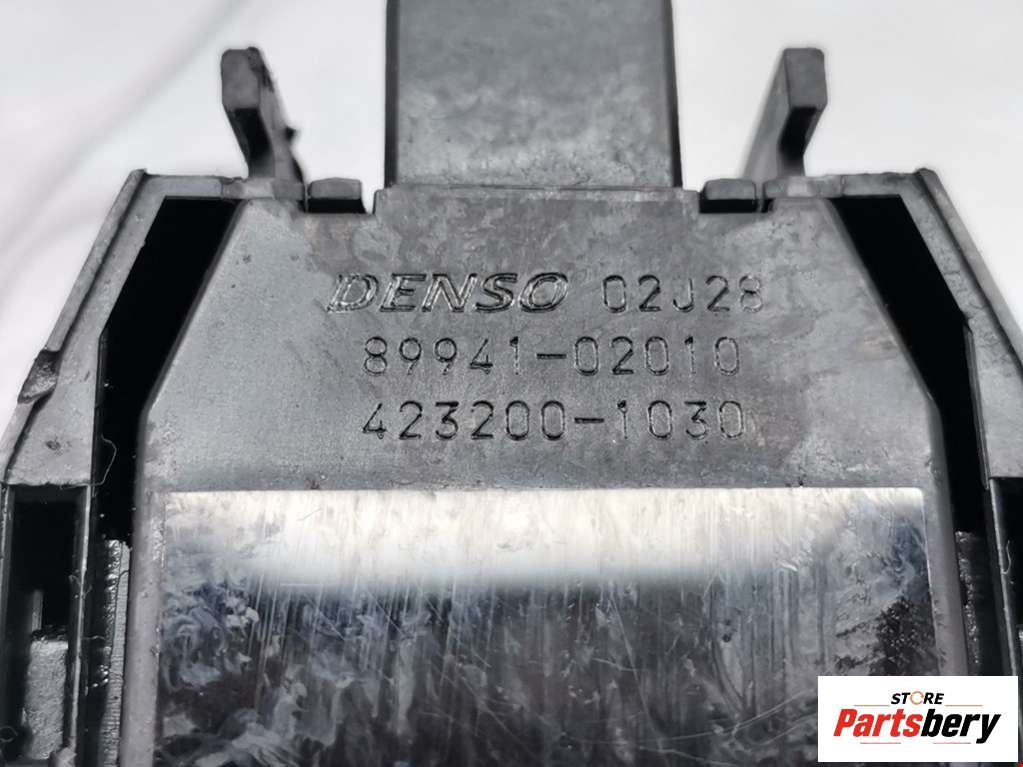 DENSO 02J28
89941-02010
423200-1030
STORE
Partsbery